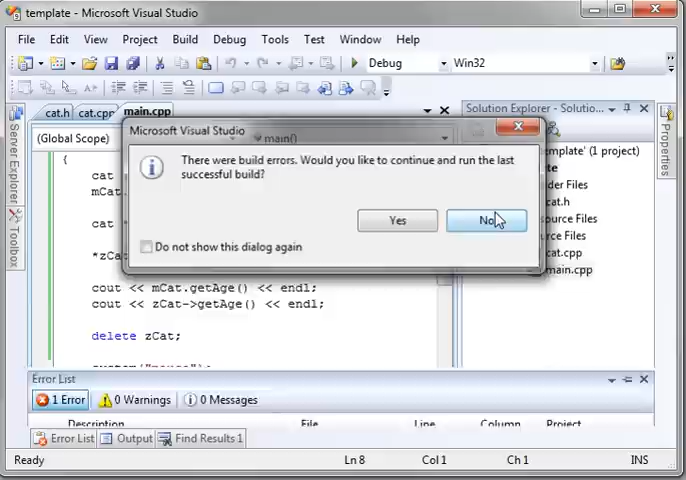 template - Microsoft Visual Studio
File Edit View Project Build Debug Tools Test Window Help
Debug Win32
cat.h cat.cpp main.cpp
Solution Explorer - Solutio...
(Global Scope) main()
Server Explorer
Toolbox
Properties
{
cat
mCat.
cat
*zCat
cout << mCat.getAge() << endl;
cout << zCat->getAge() << endl;
delete zCat;
Microsoft Visual Studio
There were build errors. Would you like to continue and run the last
successful build?
Yes No
Do not show this dialog again
template' (1 project)
cat.h
cat.cpp
main.cpp
Error List
1 Error 0 Warnings 0 Messages
Description File Line Column Project
Error List Output Find Results 1
Ready Ln 8 Col 1 Ch 1 INS